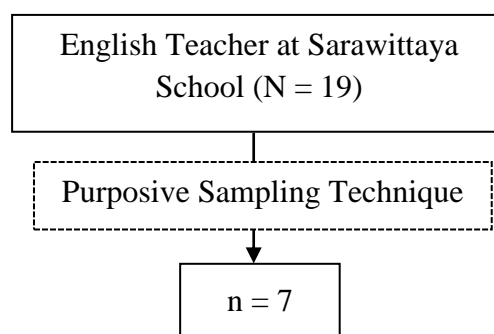 English Teacher at Sarawittaya
School (N = 19)
Purposive Sampling Technique
n = 7